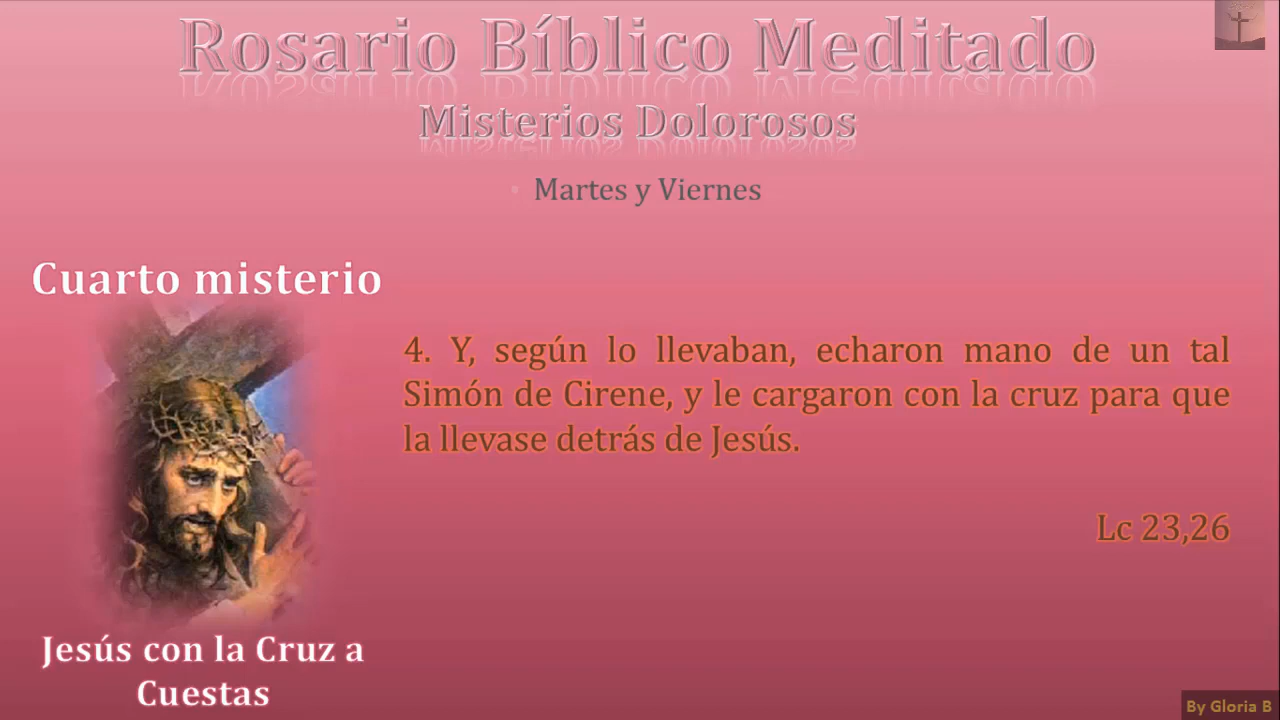 Rosario Bíblico Meditado
Misterios Dolorosos
• Martes y Viernes
Cuarto misterio
4. Y, según lo llevaban, echaron mano de un tal
Simón de Cirene, y le cargaron con la cruz para que
la llevase detrás de Jesús.
Lc 23,26
Jesús con la Cruz a
Cuestas
By Gloria B